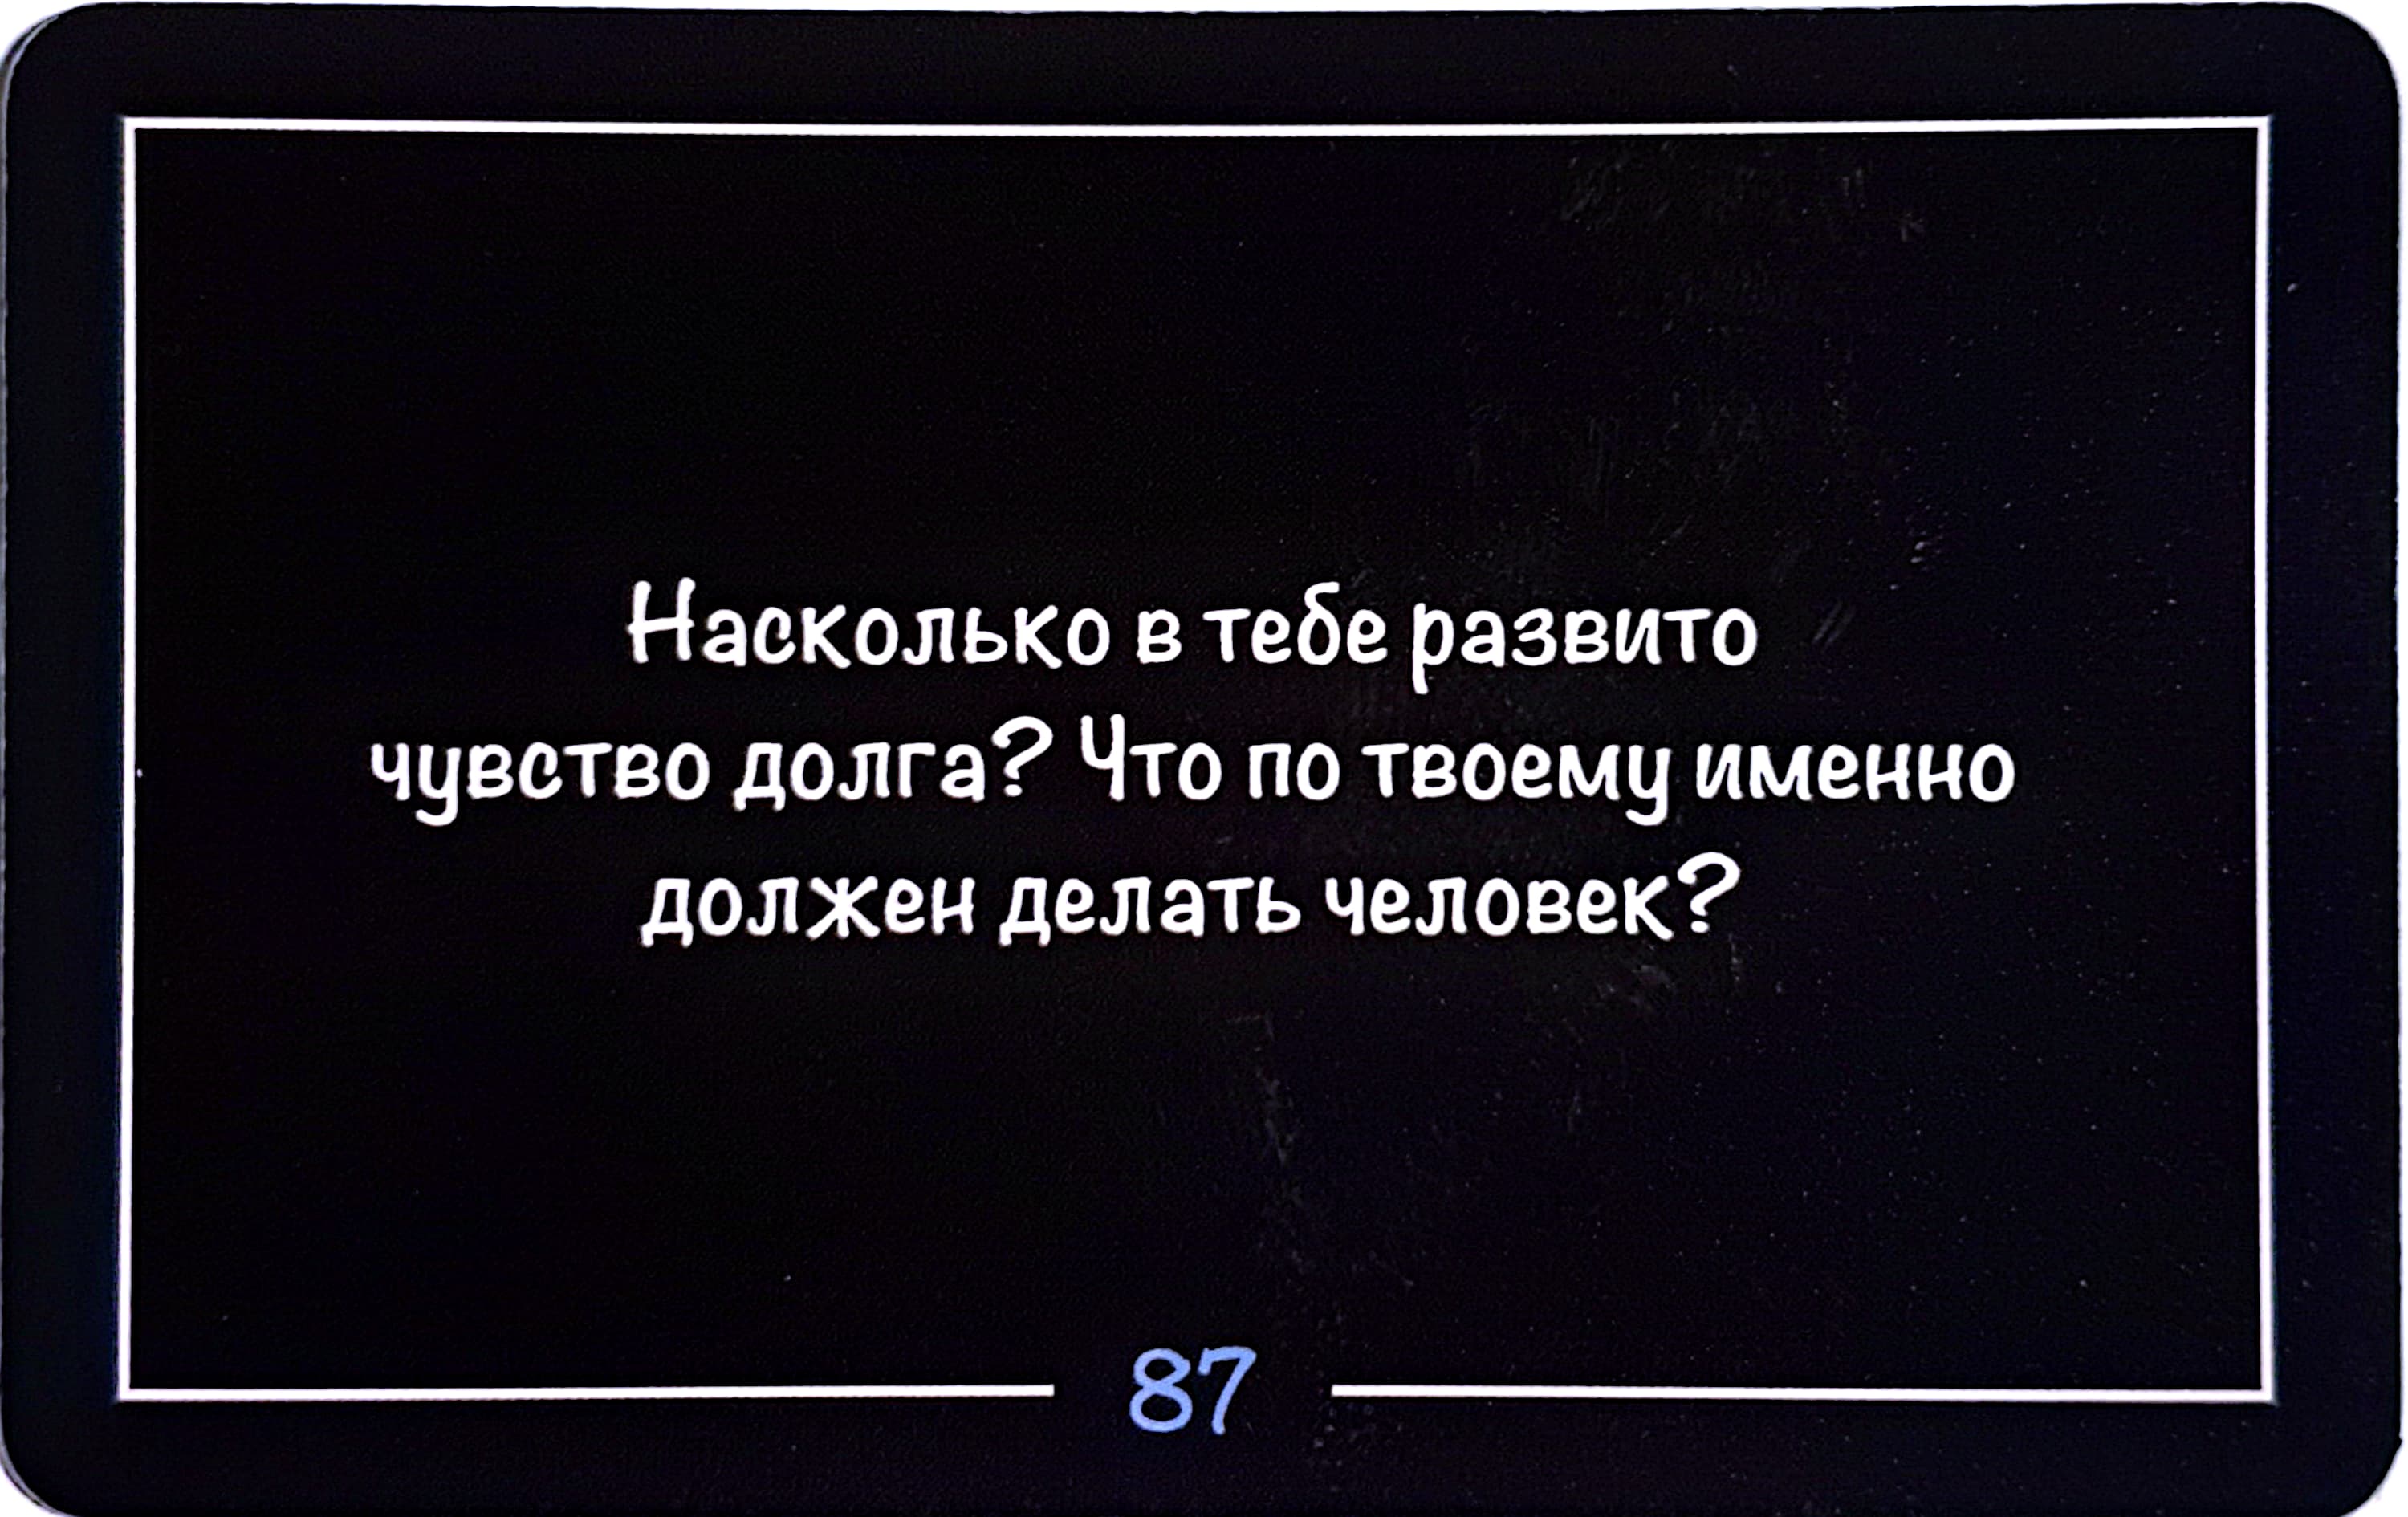 Насколько в тебе развито
чувство долга? Что по твоему именно
должен делать человек?
87